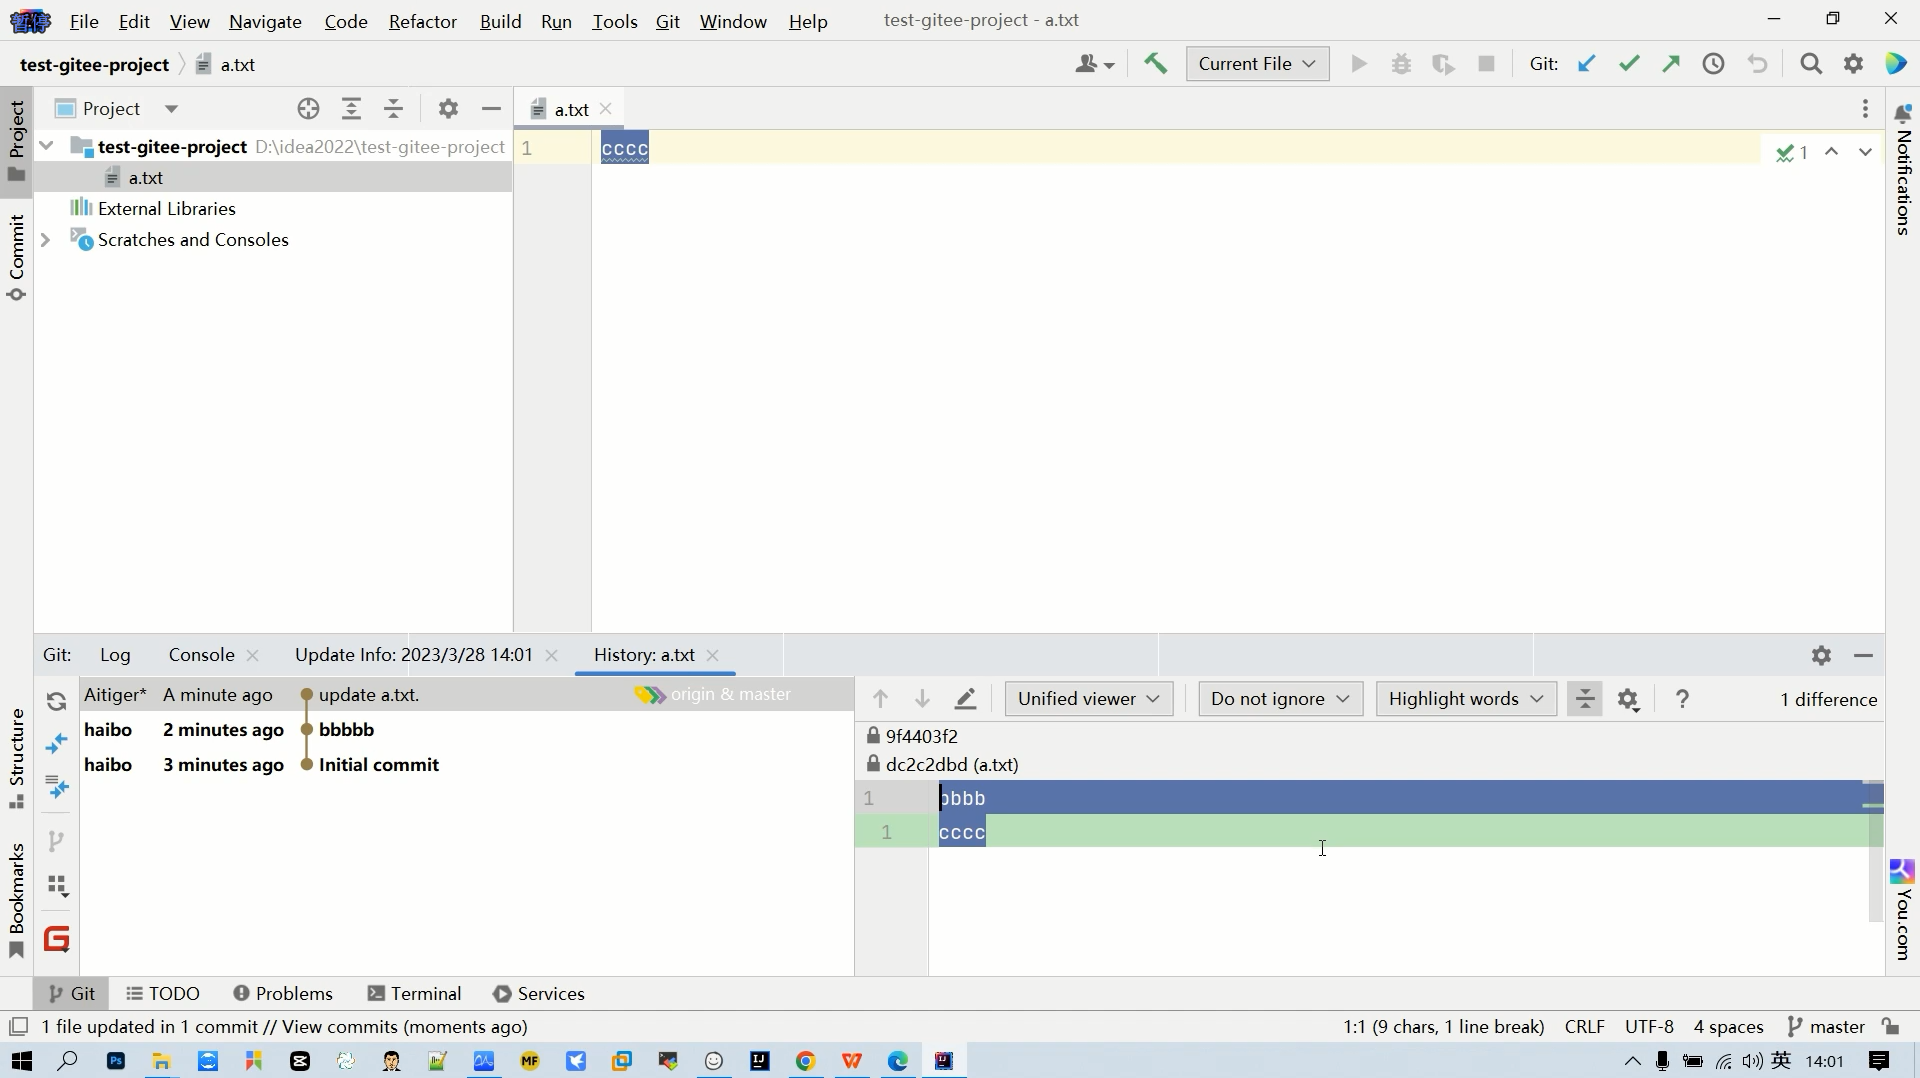 暂停 File Edit View Navigate Code Refactor Build Run Tools Git Window Help test-gitee-project - a.txt
test-gitee-project a.txt Current File Git:
Project a.txt
test-gitee-project D:\idea2022\test-gitee-project
a.txt
External Libraries
Scratches and Consoles
1 cccc 1
Project
Commit
Structure
Bookmarks
Notifications
You.com
Git: Log Console Update Info: 2023/3/28 14:01 History: a.txt
Aitiger* A minute ago update a.txt. origin & master
haibo 2 minutes ago bbbbb
haibo 3 minutes ago Initial commit
Unified viewer Do not ignore Highlight words ? 1 difference
9f4403f2
dc2c2dbd (a.txt)
1 bbbb
1 cccc
Git TODO Problems Terminal Services
1 file updated in 1 commit // View commits (moments ago) 1:1 (9 chars, 1 line break) CRLF UTF-8 4 spaces master
Ps MF IJ W IJ 英 14:01